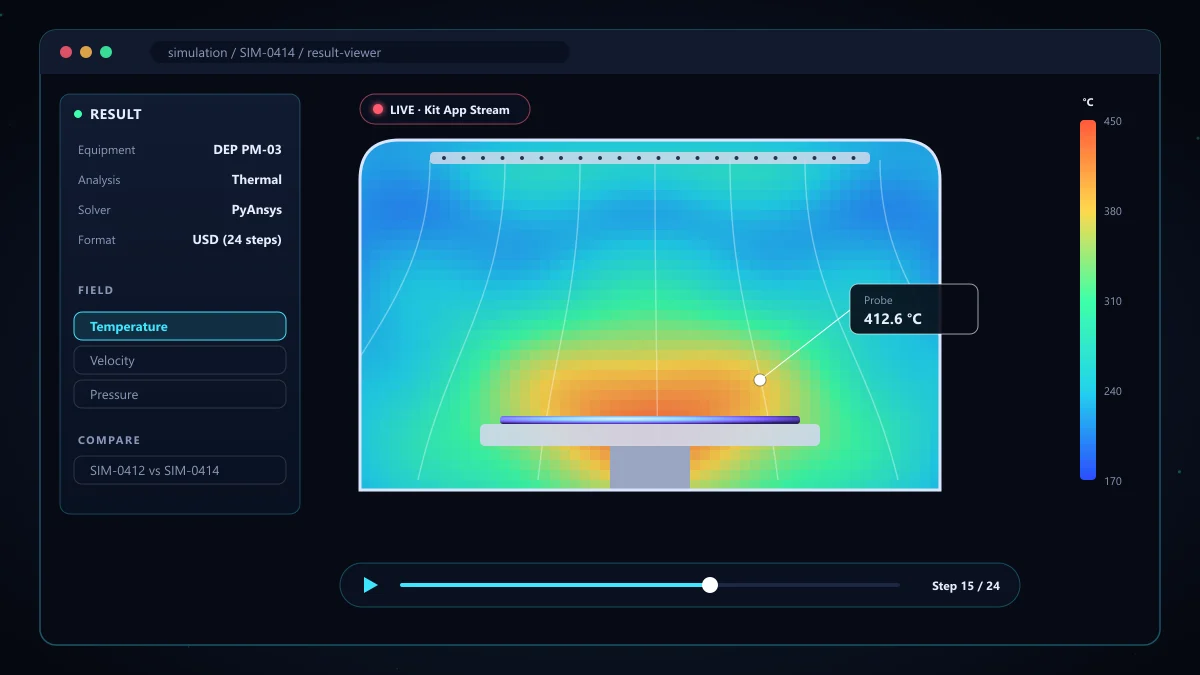 simulation / SIM-0414 / result-viewer
RESULT
Equipment DEP PM-03
Analysis Thermal
Solver PyAnsys
Format USD (24 steps)
FIELD
Temperature
Velocity
Pressure
COMPARE
SIM-0412 vs SIM-0414
LIVE · Kit App Stream
Probe
412.6 °C
°C
450
380
310
240
170
Step 15 / 24